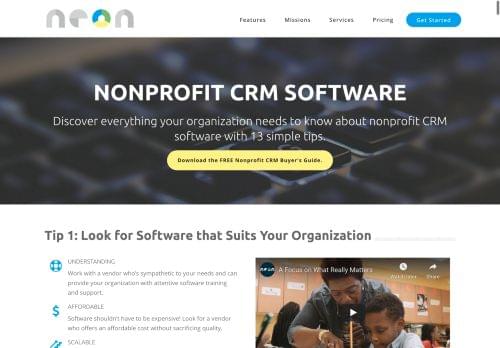 neon
Features Missions Services Pricing Get Started
NONPROFIT CRM SOFTWARE
Discover everything your organization needs to know about nonprofit CRM
software with 13 simple tips.
Download the FREE Nonprofit CRM Buyer's Guide.
Tip 1: Look for Software that Suits Your Organization
UNDERSTANDING
Work with a vendor who's sympathetic to your needs and can
provide your organization with attentive software training
and support.
AFFORDABLE
Software shouldn't have to be expensive! Look for a vendor
who offers an affordable cost without sacrificing quality.
SCALABLE
neon
A Focus on What Really Matters
Watch later Share